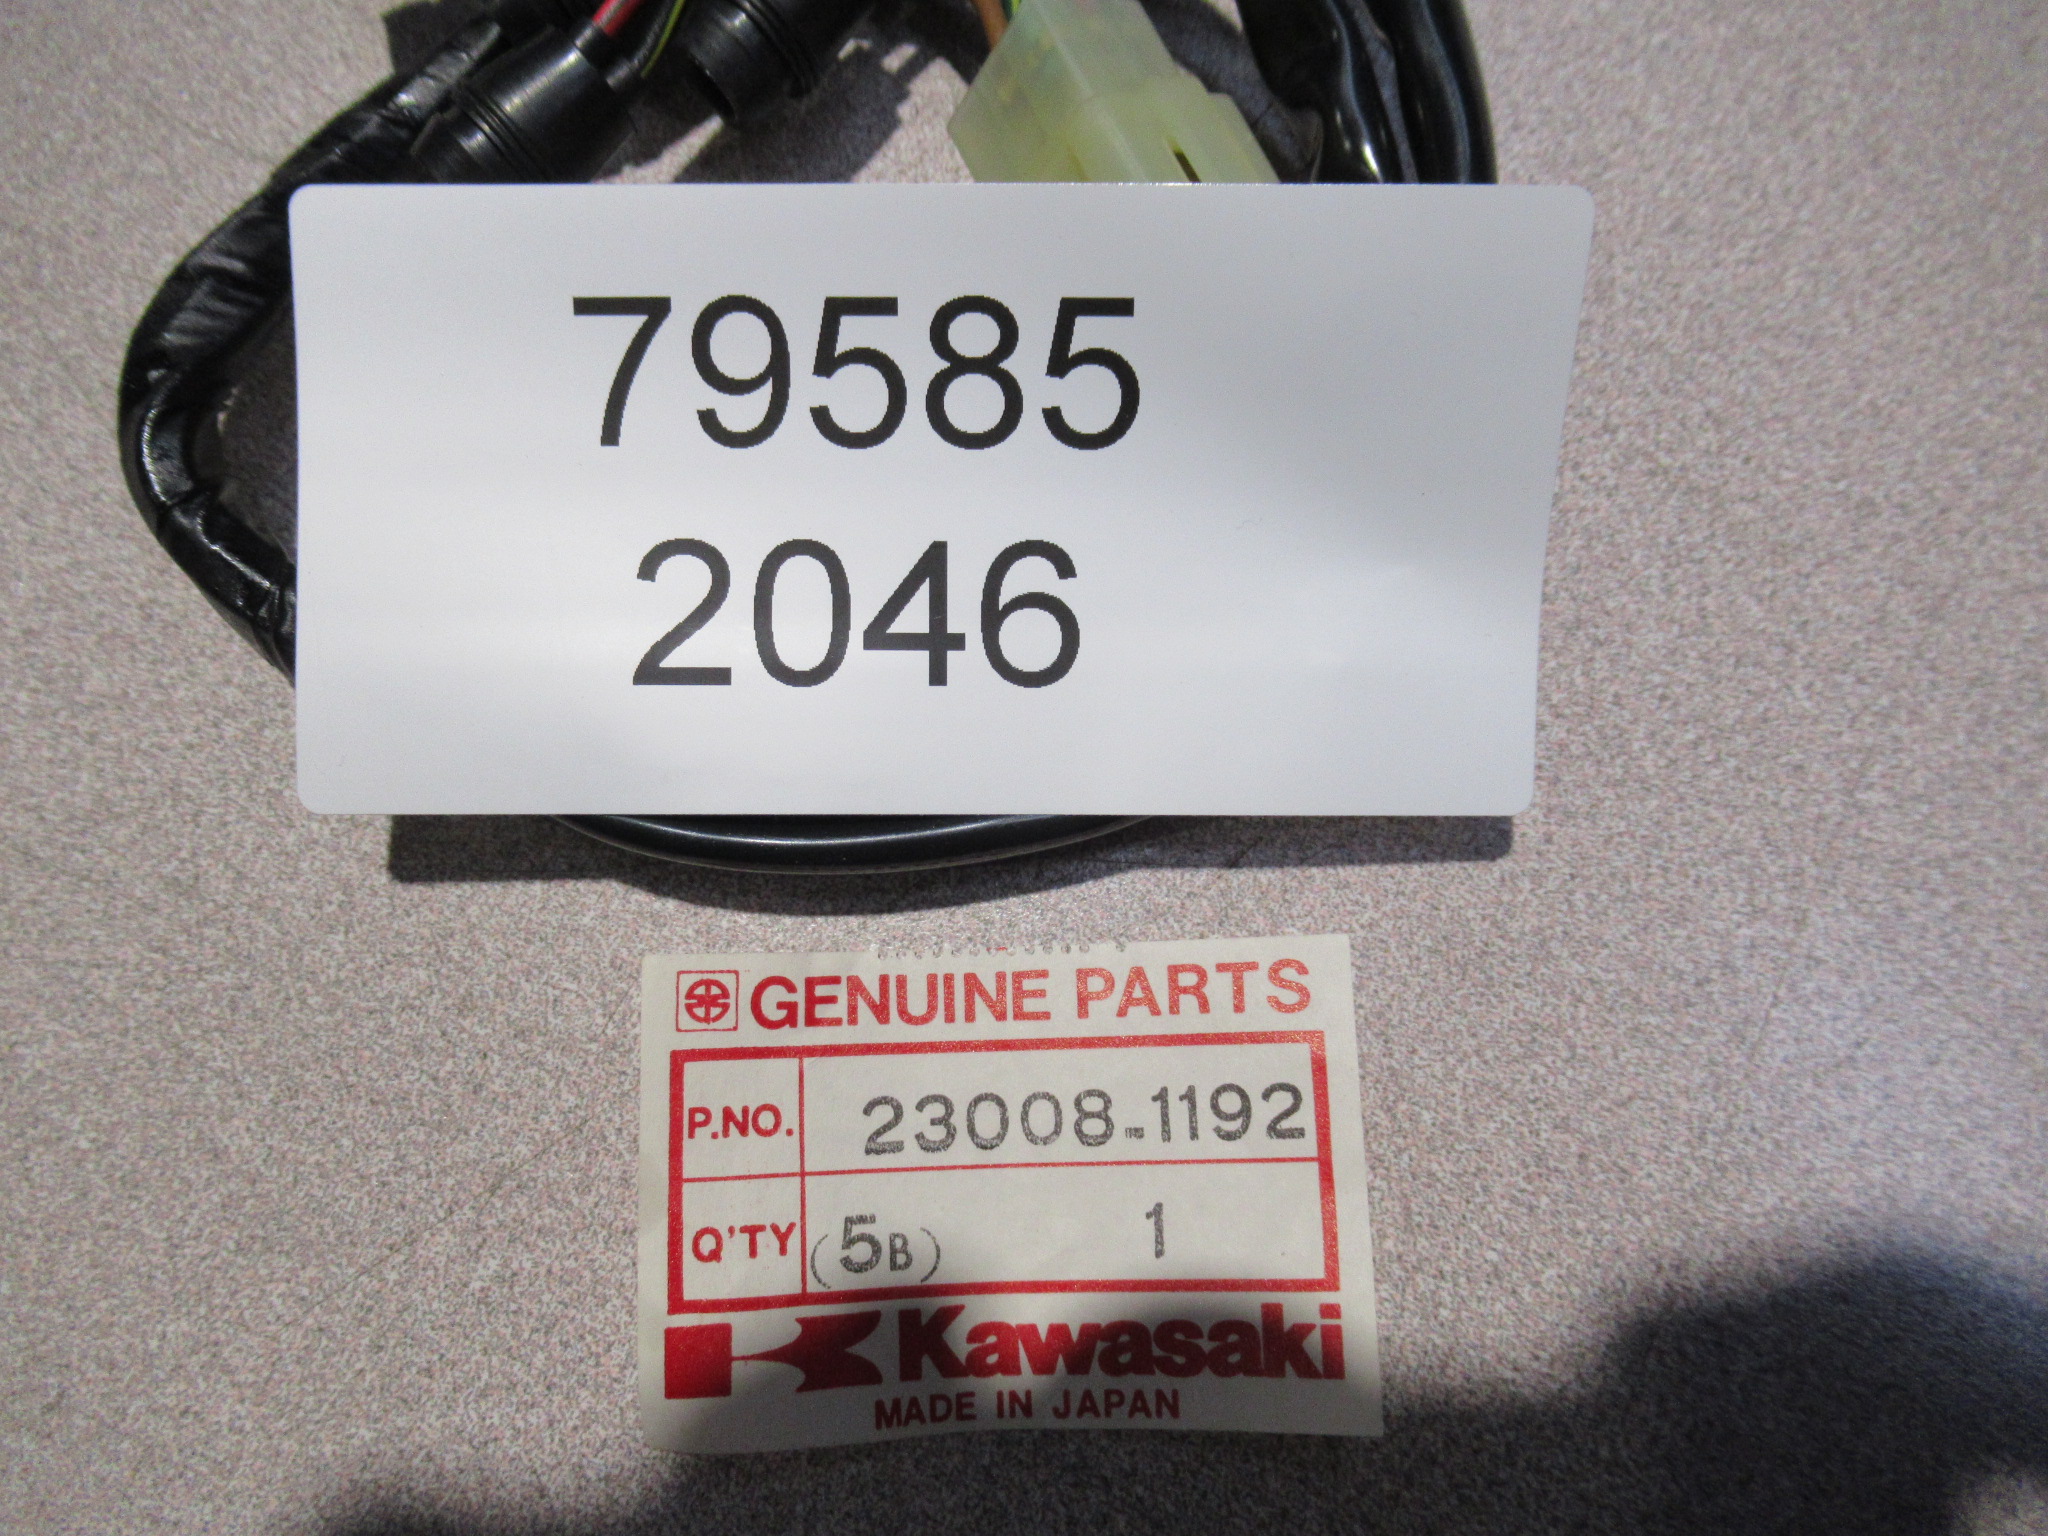 79585
2046
GENUINE PARTS
P.NO. 23008-1192
Q'TY (5B) 1
Kawasaki
MADE IN JAPAN